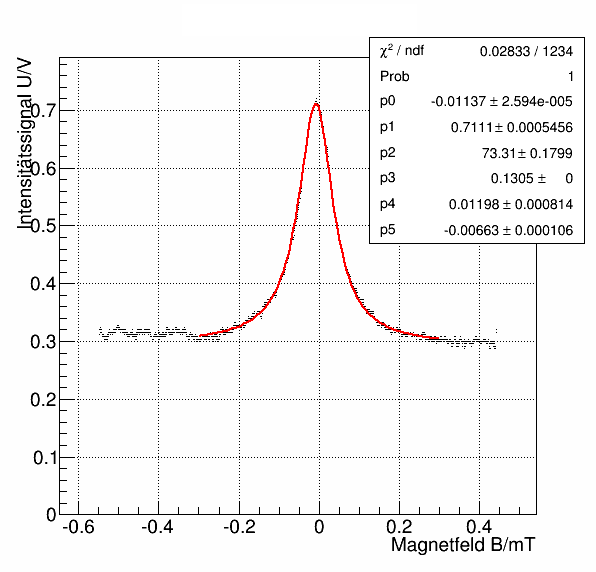 χ² / ndf 0.02833 / 1234
Prob 1
p0 -0.01137 ± 2.594e-005
p1 0.7111 ± 0.0005456
p2 73.31 ± 0.1799
p3 0.1305 ± 0
p4 0.01198 ± 0.000814
p5 -0.00663 ± 0.000106
Intensitätssignal U/V
0.7
0.6
0.5
0.4
0.3
0.2
0.1
0
-0.6 -0.4 -0.2 0 0.2 0.4
Magnetfeld B/mT